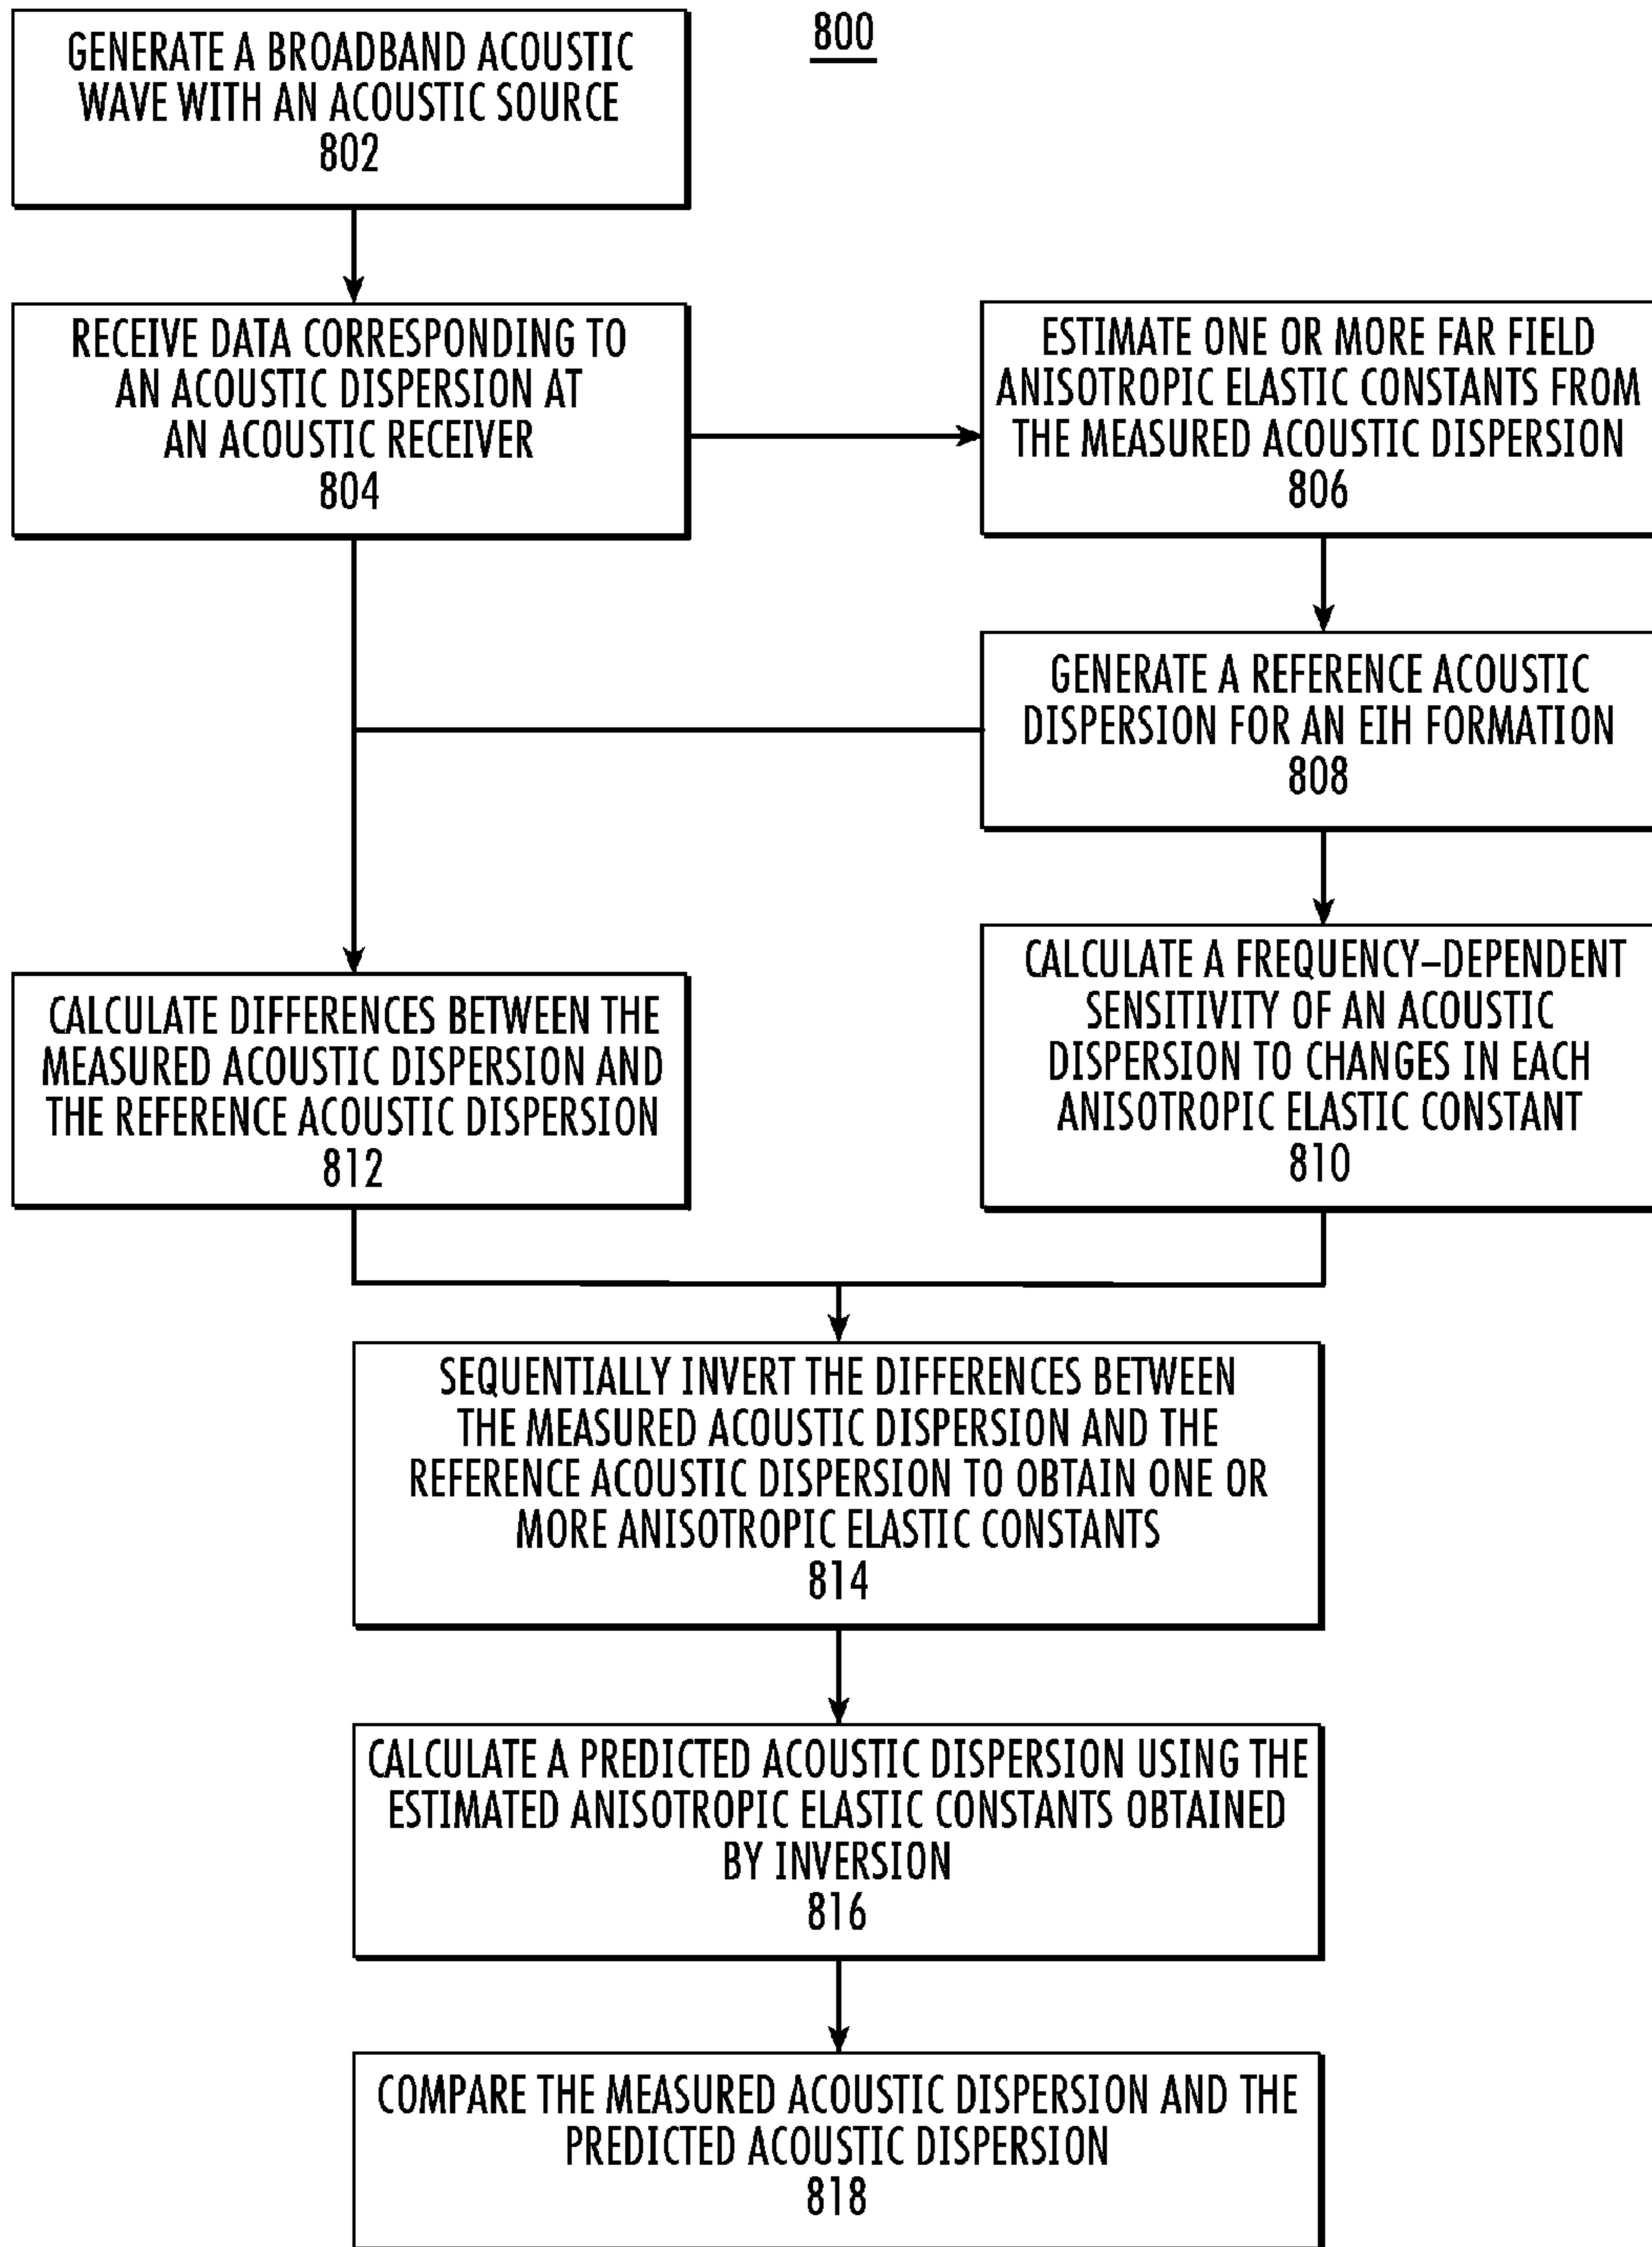 800
GENERATE A BROADBAND ACOUSTIC
WAVE WITH AN ACOUSTIC SOURCE
802
RECEIVE DATA CORRESPONDING TO
AN ACOUSTIC DISPERSION AT
AN ACOUSTIC RECEIVER
804
ESTIMATE ONE OR MORE FAR FIELD
ANISOTROPIC ELASTIC CONSTANTS FROM
THE MEASURED ACOUSTIC DISPERSION
806
GENERATE A REFERENCE ACOUSTIC
DISPERSION FOR AN EIH FORMATION
808
CALCULATE A FREQUENCY–DEPENDENT
SENSITIVITY OF AN ACOUSTIC
DISPERSION TO CHANGES IN EACH
ANISOTROPIC ELASTIC CONSTANT
810
CALCULATE DIFFERENCES BETWEEN THE
MEASURED ACOUSTIC DISPERSION AND
THE REFERENCE ACOUSTIC DISPERSION
812
SEQUENTIALLY INVERT THE DIFFERENCES BETWEEN
THE MEASURED ACOUSTIC DISPERSION AND THE
REFERENCE ACOUSTIC DISPERSION TO OBTAIN ONE OR
MORE ANISOTROPIC ELASTIC CONSTANTS
814
CALCULATE A PREDICTED ACOUSTIC DISPERSION USING THE
ESTIMATED ANISOTROPIC ELASTIC CONSTANTS OBTAINED
BY INVERSION
816
COMPARE THE MEASURED ACOUSTIC DISPERSION AND THE
PREDICTED ACOUSTIC DISPERSION
818